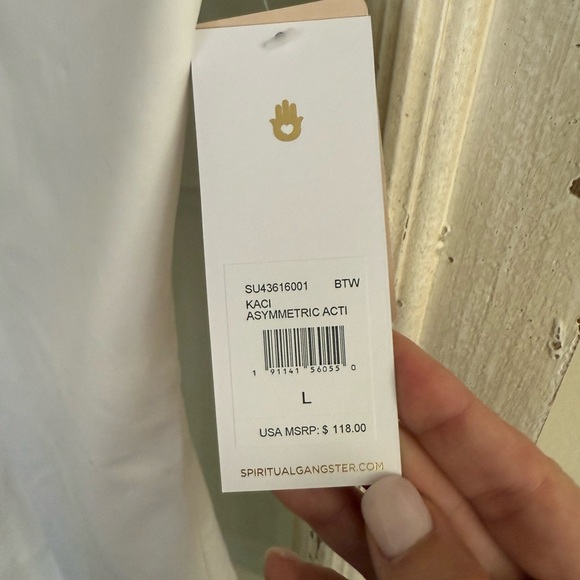 SU43616001 BTW
KACI
ASYMMETRIC ACTI
1 91141 56055 0
L
USA MSRP: $ 118.00
SPIRITUALGANGSTER.COM